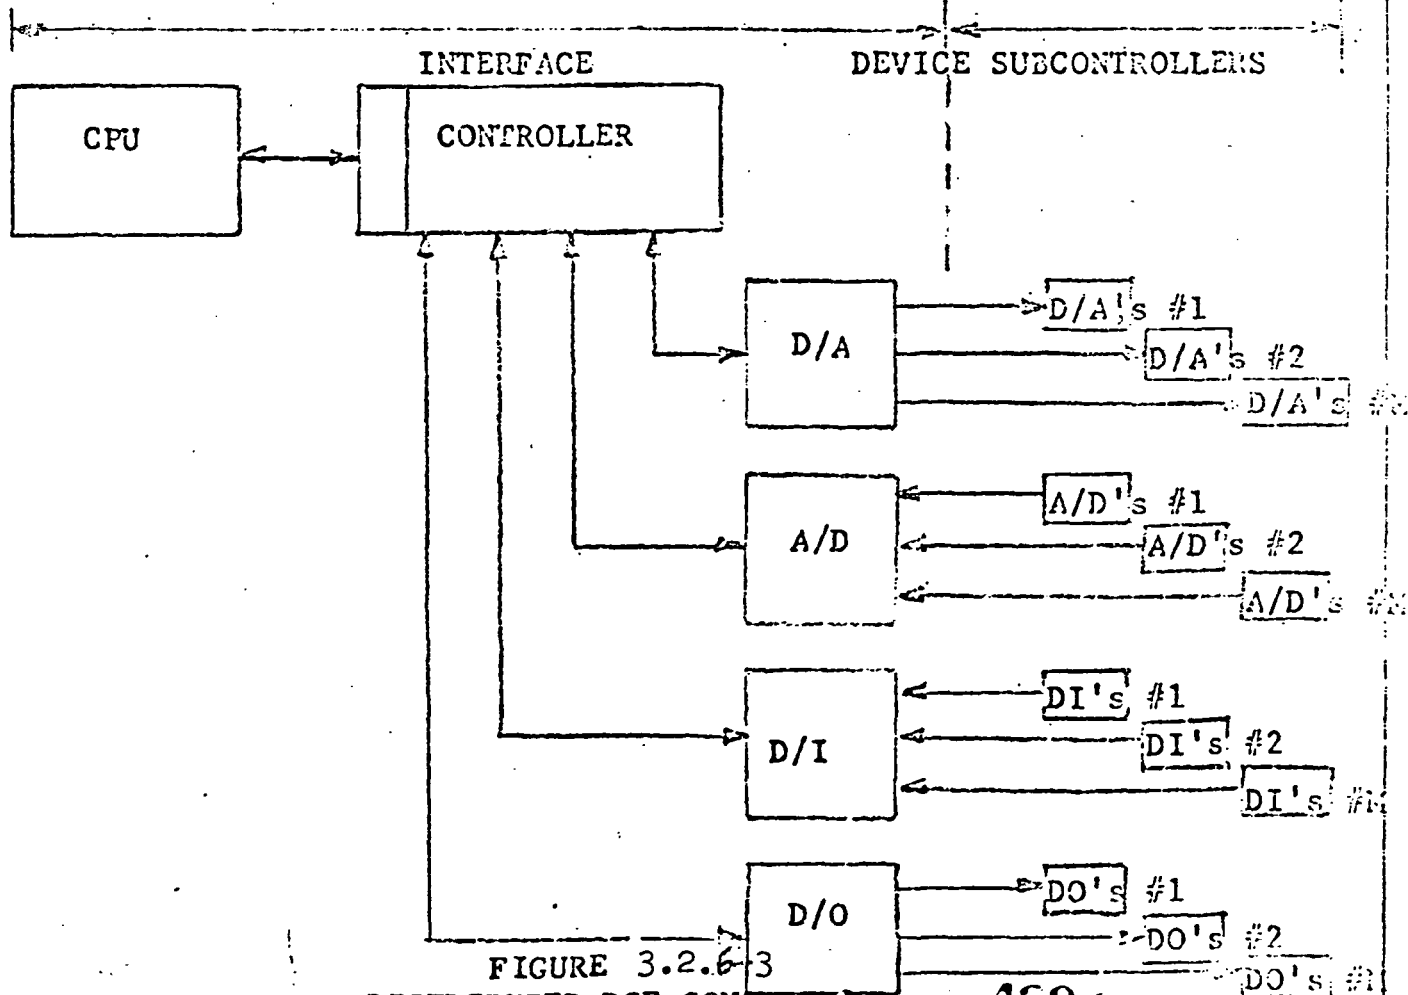 INTERFACE
DEVICE SUBCONTROLLERS
CPU
CONTROLLER
D/A
D/A's #1
D/A's #2
D/A's
A/D
A/D's #1
A/D's #2
A/D's
D/I
DI's #1
DI's #2
DI's
D/O
DO's #1
DO's #2
DO's
FIGURE 3.2.6-3